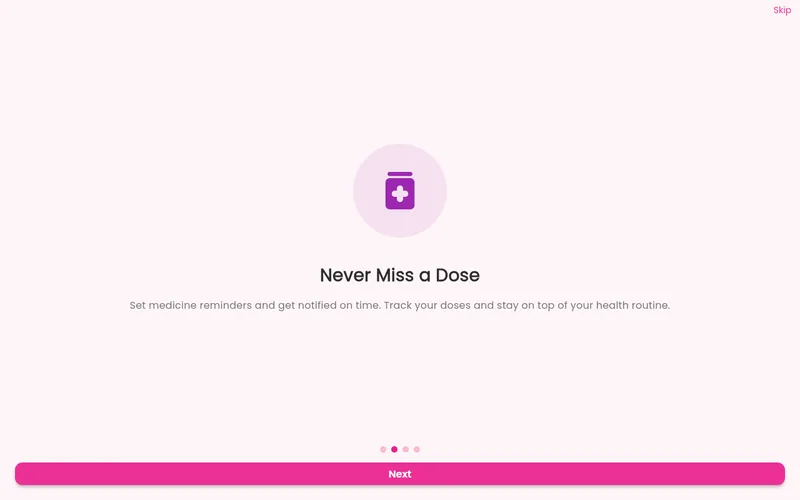 Skip
Never Miss a Dose
Set medicine reminders and get notified on time. Track your doses and stay on top of your health routine.
Next